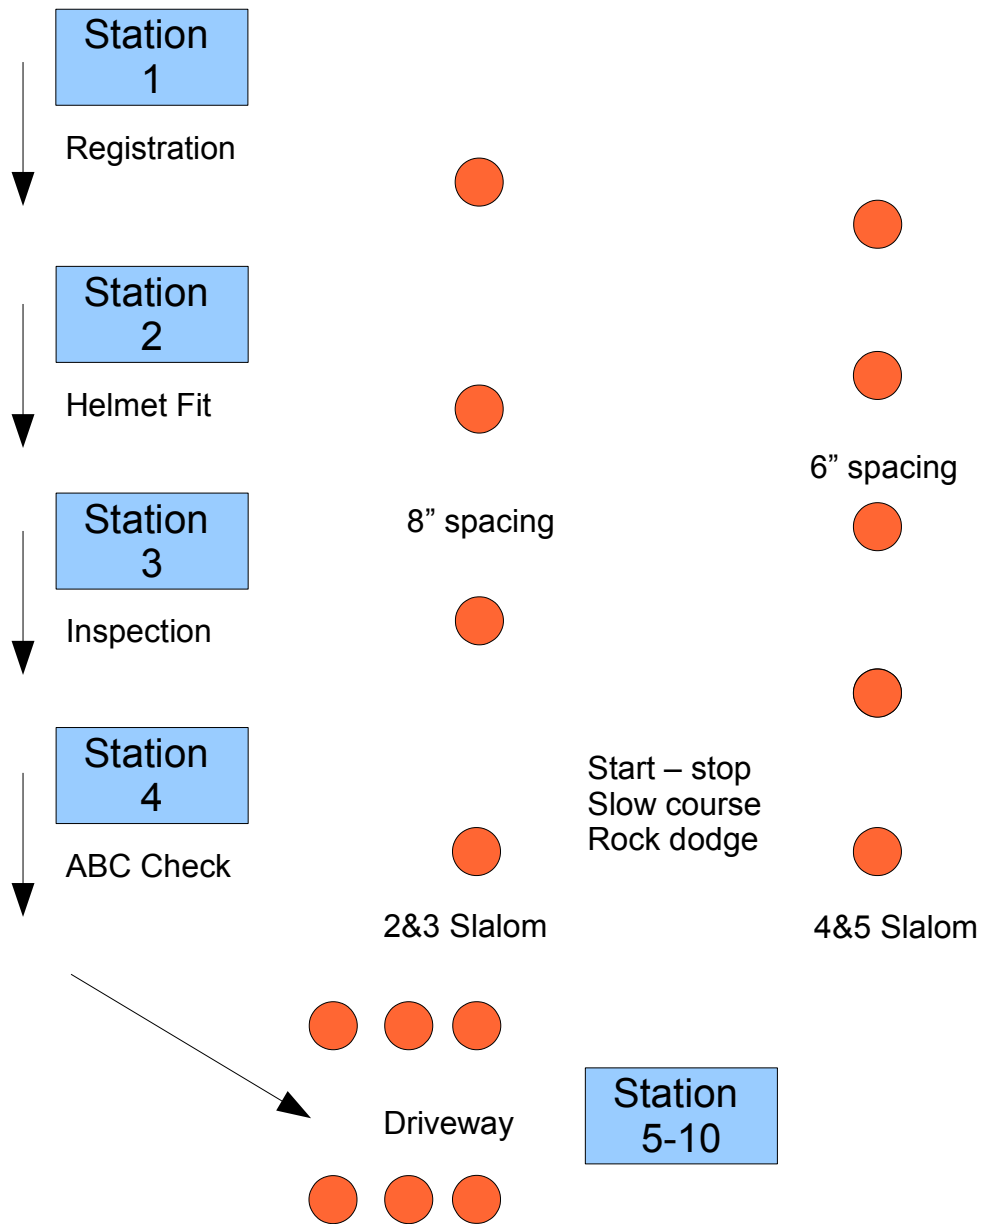 Station
1
Registration
Station
2
Helmet Fit
6” spacing
Station
3
8” spacing
Inspection
Station
4
Start – stop
Slow course
Rock dodge
ABC Check
2&3 Slalom
4&5 Slalom
Driveway
Station
5-10